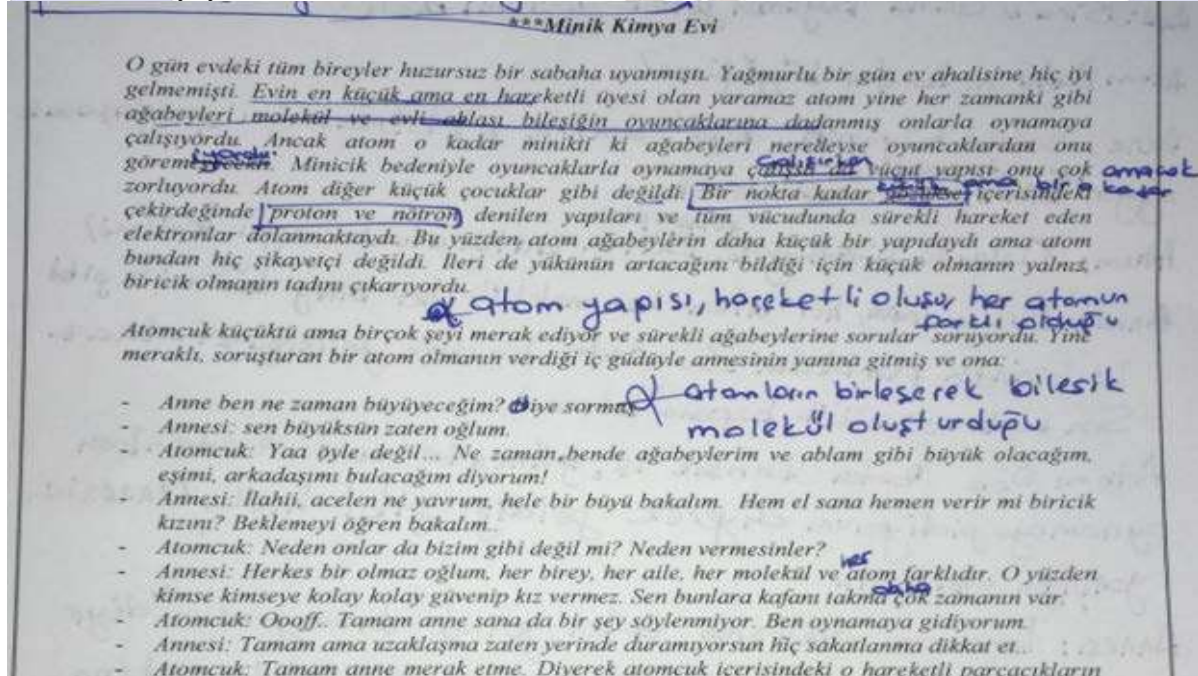 ***Minik Kimya Evi
O gün evdeki tüm bireyler huzursuz bir sabaha uyanmıştı. Yağmurlu bir gün ev ahalisine hiç iyi
gelmemişti. Evin en küçük ama en hareketli üyesi olan yaramaz atom yine her zamanki gibi
ağabeyleri molekül ve evli ablası bileşiğin oyuncaklarına dadanmış onlarla oynamaya
çalışıyordu. Ancak atom o kadar minikti ki ağabeyleri neredeyse oyuncaklardan onu
göremeyecekti. iyordu. Minicik bedeniyle oyuncaklarla oynamaya çalışsa da çalışırken vücut yapısı onu çok
zorluyordu. Atom diğer küçük çocuklar gibi değildi. Bir nokta kadar ama bir o kadar içerisindeki
çekirdeğinde proton ve nötron denilen yapıları ve tüm vücudunda sürekli hareket eden
elektronlar dolanmaktaydı. Bu yüzden atom ağabeylerin daha küçük bir yapıdaydı ama atom
bundan hiç şikayetçi değildi. İleri de yükünün artacağını bildiği için küçük olmanın yalnız,
biricik olmanın tadını çıkarıyordu.
atom yapısı, hareketli oluşu, her atomun
farklı olduğu
Atomcuk küçüktü ama birçok şeyi merak ediyor ve sürekli ağabeylerine sorular soruyordu. Yine
meraklı, soruşturan bir atom olmanın verdiği iç güdüyle annesinin yanına gitmiş ve ona:
- Anne ben ne zaman büyüyeceğim? diye sormuş
atomların birleşerek bileşik
molekül oluşturduğu
- Annesi: sen büyüksün zaten oğlum.
- Atomcuk: Yaa öyle değil... Ne zaman bende ağabeylerim ve ablam gibi büyük olacağım,
eşimi, arkadaşımı bulacağım diyorum!
- Annesi: İlahii, acelen ne yavrum, hele bir büyü bakalım. Hem el sana hemen verir mi biricik
kızını? Beklemeyi öğren bakalım..
- Atomcuk: Neden onlar da bizim gibi değil mi? Neden vermesinler?
- Annesi: Herkes bir olmaz oğlum, her birey, her aile, her molekül ve her atom farklıdır. O yüzden
kimse kimseye kolay kolay güvenip kız vermez. Sen bunlara kafanı takma daha çok zamanın var.
- Atomcuk: Oooff.. Tamam anne sana da bir şey söylenmiyor. Ben oynamaya gidiyorum.
- Annesi: Tamam ama uzaklaşma zaten yerinde duramıyorsun hiç sakatlanma dikkat et...
- Atomcuk: Tamam anne merak etme. Diyerek atomcuk içerisindeki o hareketli parçacıkların